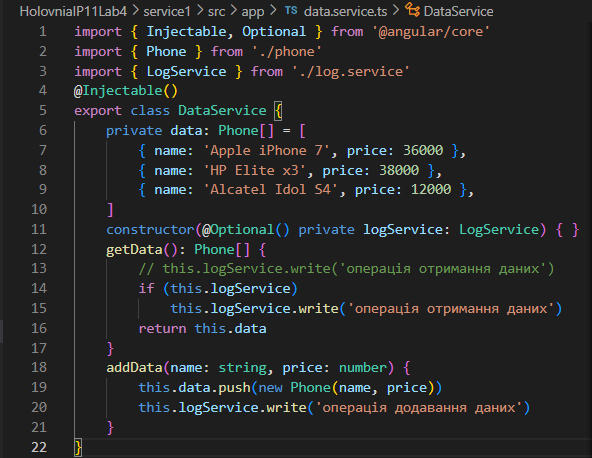 HolovniaIP11Lab4 > service1 > src > app > TS data.service.ts > DataService
1 import { Injectable, Optional } from '@angular/core'
2 import { Phone } from './phone'
3 import { LogService } from './log.service'
4 @Injectable()
5 export class DataService {
6     private data: Phone[] = [
7         { name: 'Apple iPhone 7', price: 36000 },
8         { name: 'HP Elite x3', price: 38000 },
9         { name: 'Alcatel Idol S4', price: 12000 },
10     ]
11     constructor(@Optional() private logService: LogService) { }
12     getData(): Phone[] {
13         // this.logService.write('операція отримання даних')
14         if (this.logService)
15             this.logService.write('операція отримання даних')
16         return this.data
17     }
18     addData(name: string, price: number) {
19         this.data.push(new Phone(name, price))
20         this.logService.write('операція додавання даних')
21     }
22 }